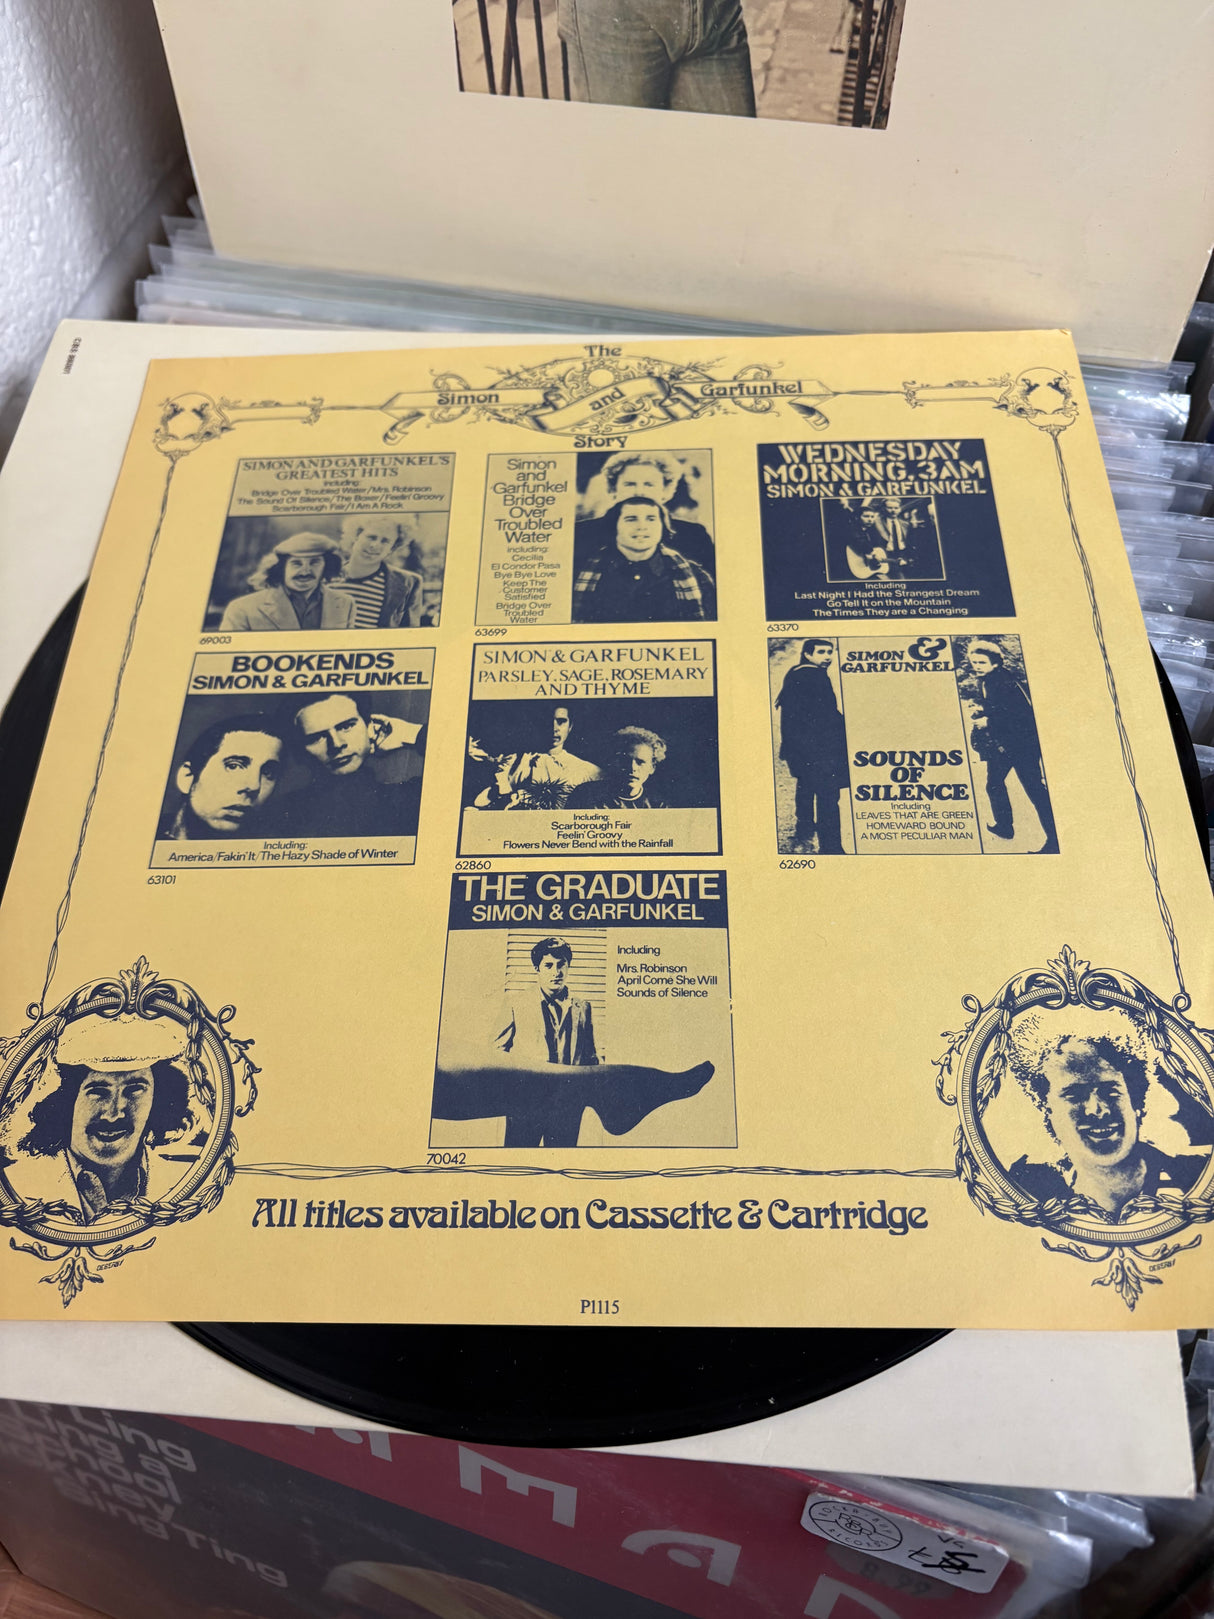 The
Simon and Garfunkel
Story
SIMON AND GARFUNKEL'S
GREATEST HITS
Including:
Bridge Over Troubled Water/Mrs. Robinson
The Sound Of Silence/The Boxer/Feelin' Groovy
Scarborough Fair/I Am A Rock
69003
Simon
and
Garfunkel
Bridge
Over
Troubled
Water
including:
Cecilia
El Condor Pasa
Bye Bye Love
Keep The
Customer
Satisfied
Bridge Over
Troubled
Water
63699
WEDNESDAY
MORNING, 3AM
SIMON & GARFUNKEL
Including
Last Night I Had the Strangest Dream
Go Tell It on the Mountain
The Times They are a Changing
63370
BOOKENDS
SIMON & GARFUNKEL
Including:
America/Fakin' It/The Hazy Shade of Winter
63101
SIMON & GARFUNKEL
PARSLEY, SAGE, ROSEMARY
AND THYME
Including:
Scarborough Fair
Feelin' Groovy
Flowers Never Bend with the Rainfall
62860
SIMON &
GARFUNKEL
SOUNDS
OF
SILENCE
Including
LEAVES THAT ARE GREEN
HOMEWARD BOUND
A MOST PECULIAR MAN
62690
THE GRADUATE
SIMON & GARFUNKEL
Including
Mrs. Robinson
April Come She Will
Sounds of Silence
70042
All titles available on Cassette & Cartridge
P1115
Ting
RECORDS
VG
8.99